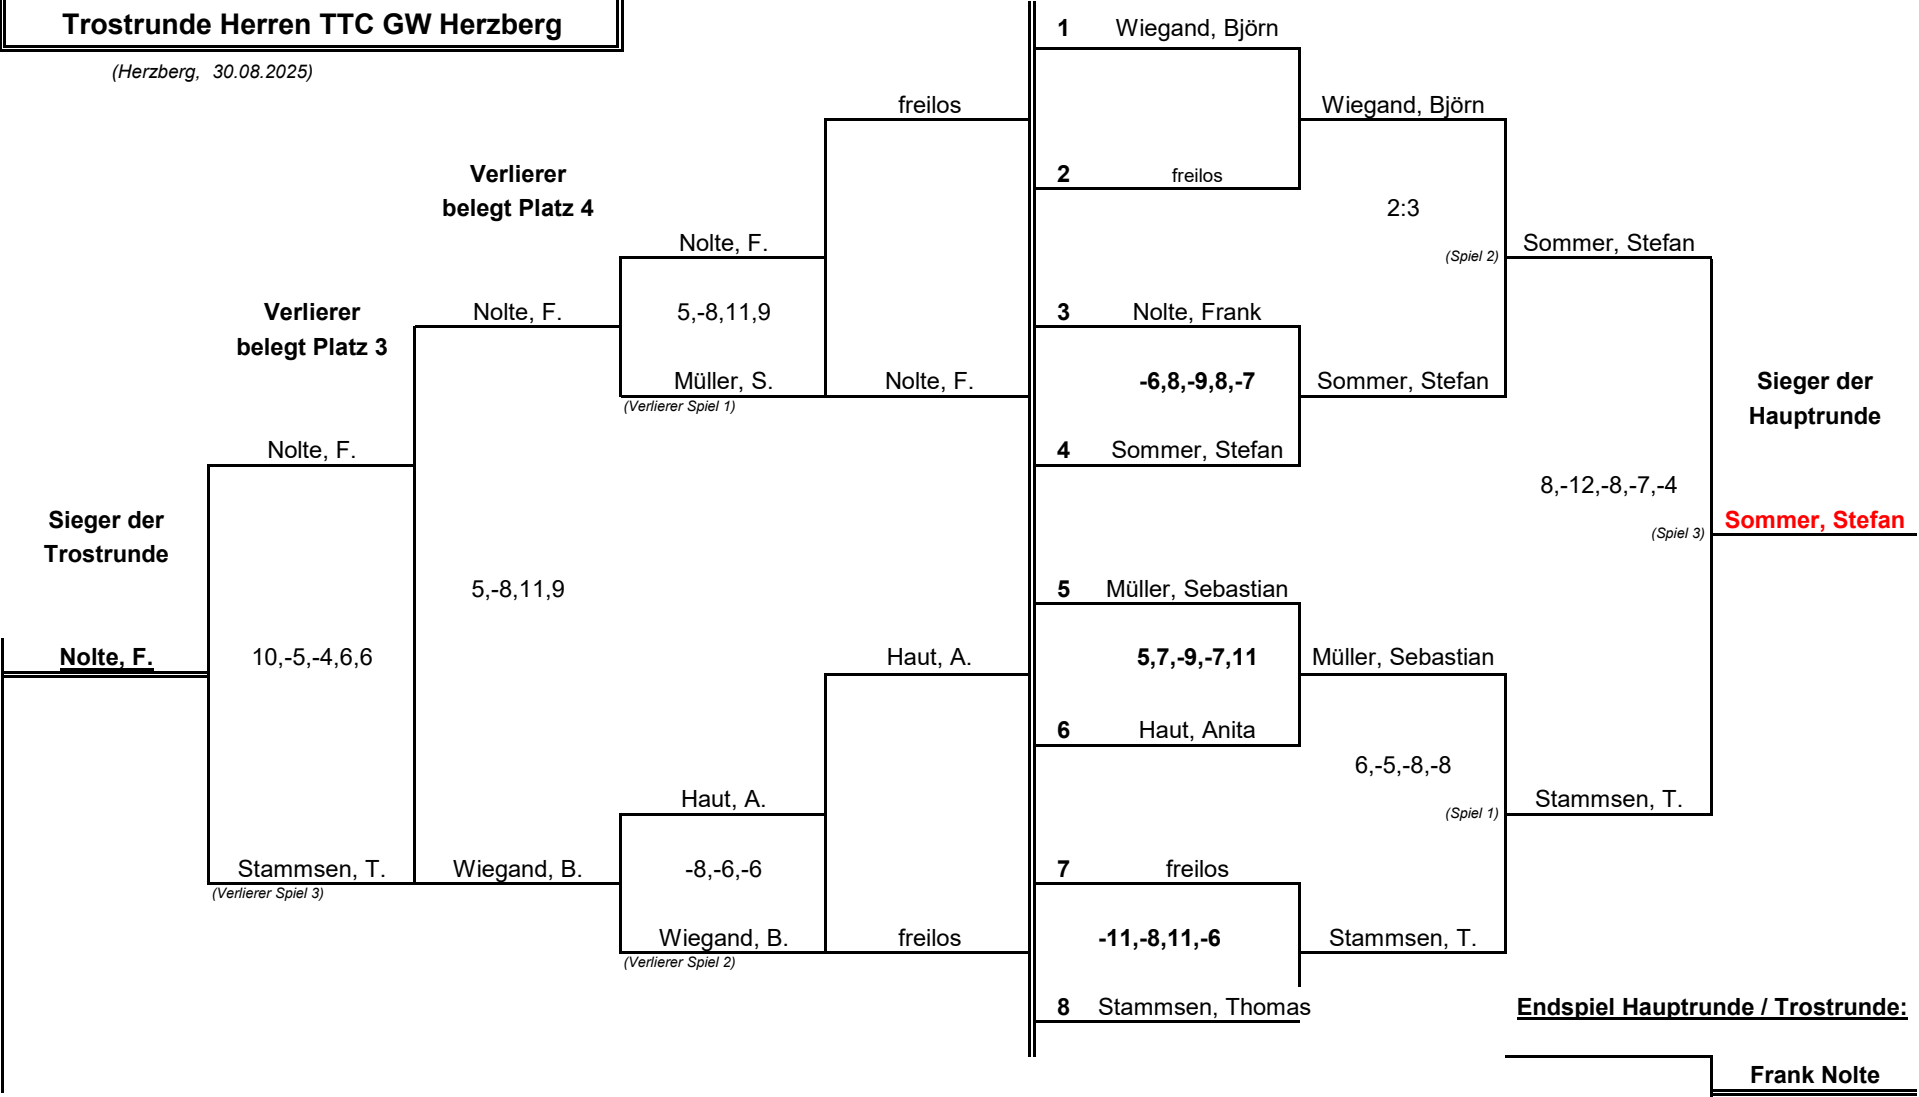 Trostrunde Herren TTC GW Herzberg
(Herzberg, 30.08.2025)
1 Wiegand, Björn
freilos
Wiegand, Björn
Verlierer
belegt Platz 4
2 freilos
2:3
Nolte, F.
(Spiel 2)
Sommer, Stefan
Verlierer
belegt Platz 3
Nolte, F.
5,-8,11,9
3 Nolte, Frank
Müller, S.
(Verlierer Spiel 1)
Nolte, F.
-6,8,-9,8,-7
Sommer, Stefan
Sieger der
Hauptrunde
Nolte, F.
4 Sommer, Stefan
8,-12,-8,-7,-4
(Spiel 3)
Sommer, Stefan
Sieger der
Trostrunde
5,-8,11,9
5 Müller, Sebastian
Nolte, F.
10,-5,-4,6,6
Haut, A.
5,7,-9,-7,11
Müller, Sebastian
6 Haut, Anita
6,-5,-8,-8
Haut, A.
(Spiel 1)
Stammsen, T.
Stammsen, T.
(Verlierer Spiel 3)
Wiegand, B.
-8,-6,-6
7 freilos
Wiegand, B.
(Verlierer Spiel 2)
freilos
-11,-8,11,-6
Stammsen, T.
8 Stammsen, Thomas
Endspiel Hauptrunde / Trostrunde:
Frank Nolte